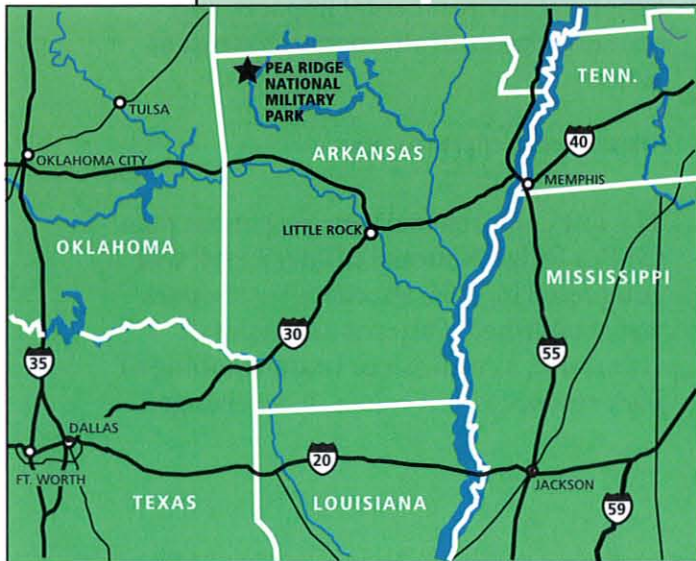 PEA RIDGE
NATIONAL
MILITARY
PARK
TENN.
TULSA
OKLAHOMA CITY
ARKANSAS
40
MEMPHIS
LITTLE ROCK
OKLAHOMA
MISSISSIPPI
30
35
55
DALLAS
20
FT. WORTH
JACKSON
TEXAS
LOUISIANA
59